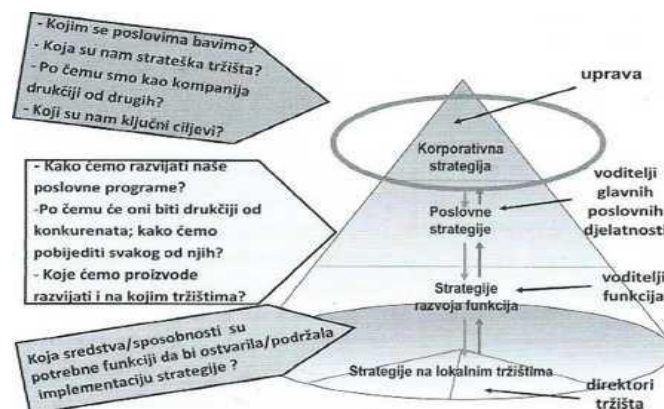 - Kojim se poslovima bavimo?
- Koja su nam strateška tržišta?
- Po čemu smo kao kompanija
drukčiji od drugih?
- Koji su nam ključni ciljevi?
- Kako ćemo razvijati naše
poslovne programe?
-Po čemu će oni biti drukčiji od
konkurenata; kako ćemo
pobijediti svakog od njih?
- Koje ćemo proizvode
razvijati i na kojim tržištima?
Koja sredstva/sposobnosti su
potrebne funkciji da bi ostvarila/podržala
implementaciju strategije ?
uprava
Korporativna
strategija
voditelji
glavnih
poslovnih
djelatnosti
Poslovne
strategije
voditelji
funkcija
Strategije
razvoja funkcija
Strategije na lokalnim tržištima
direktori
tržišta